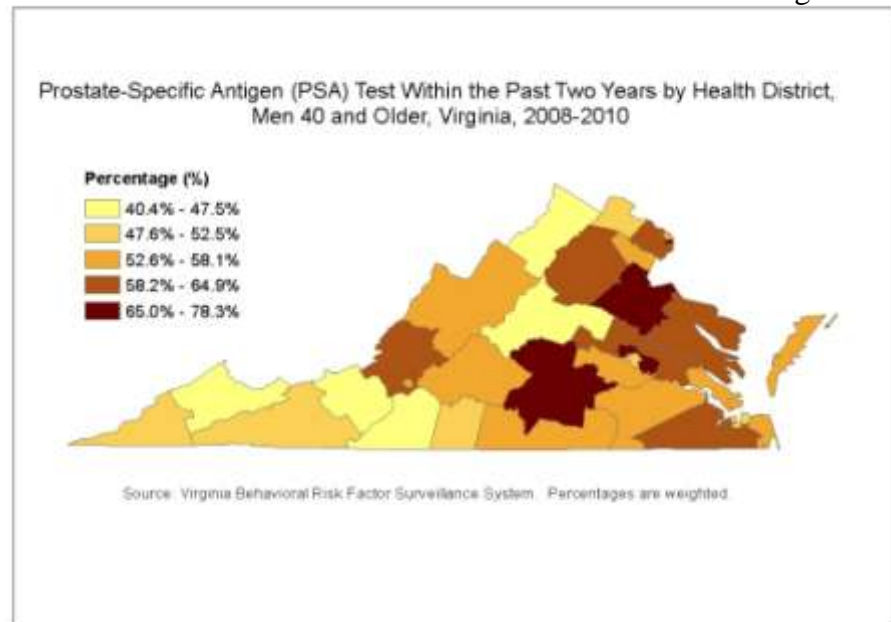 Prostate-Specific Antigen (PSA) Test Within the Past Two Years by Health District,
Men 40 and Older, Virginia, 2008-2010
Percentage (%)
40.4% - 47.5%
47.6% - 52.5%
52.6% - 58.1%
58.2% - 64.9%
65.0% - 78.3%
Source: Virginia Behavioral Risk Factor Surveillance System. Percentages are weighted.